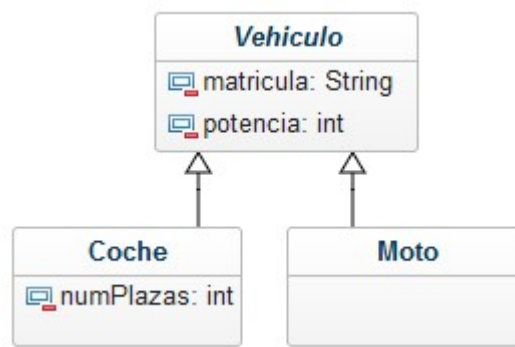 Vehiculo
matricula: String
potencia: int
Coche
numPlazas: int
Moto